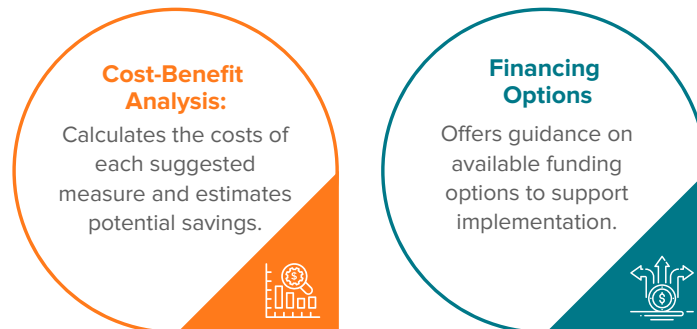 Cost-Benefit
Analysis:
Calculates the costs of
each suggested
measure and estimates
potential savings.
Financing
Options
Offers guidance on
available funding
options to support
implementation.